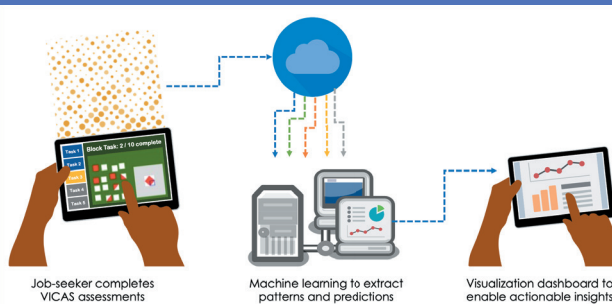 Task 1
Task 2
Task 3
Task 4
Task 5
Block Task: 2 / 10 complete
Job-seeker completes
VICAS assessments
Machine learning to extract
patterns and predictions
Visualization dashboard to
enable actionable insights